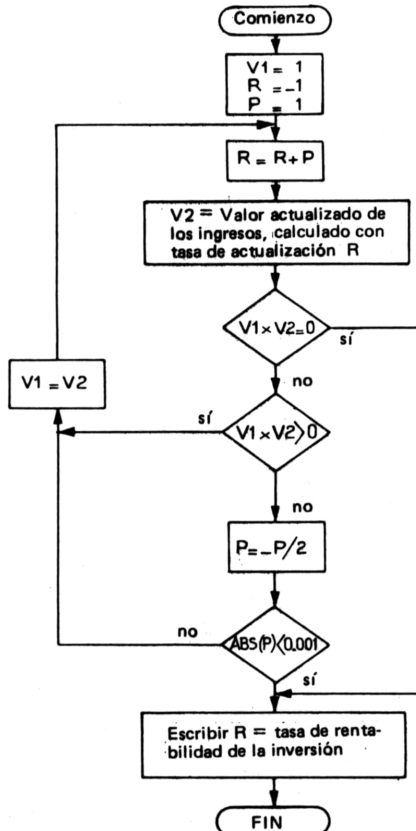 Comienzo
V1 = 1
R = -1
P = 1
R = R + P
V2 = Valor actualizado de
los ingresos, calculado con
tasa de actualización R
V1 x V2 = 0
sí
no
V1 = V2
sí
V1 x V2 > 0
no
P = -P/2
no
ABS(P) < 0.001
sí
Escribir R = tasa de renta-
bilidad de la inversión
FIN